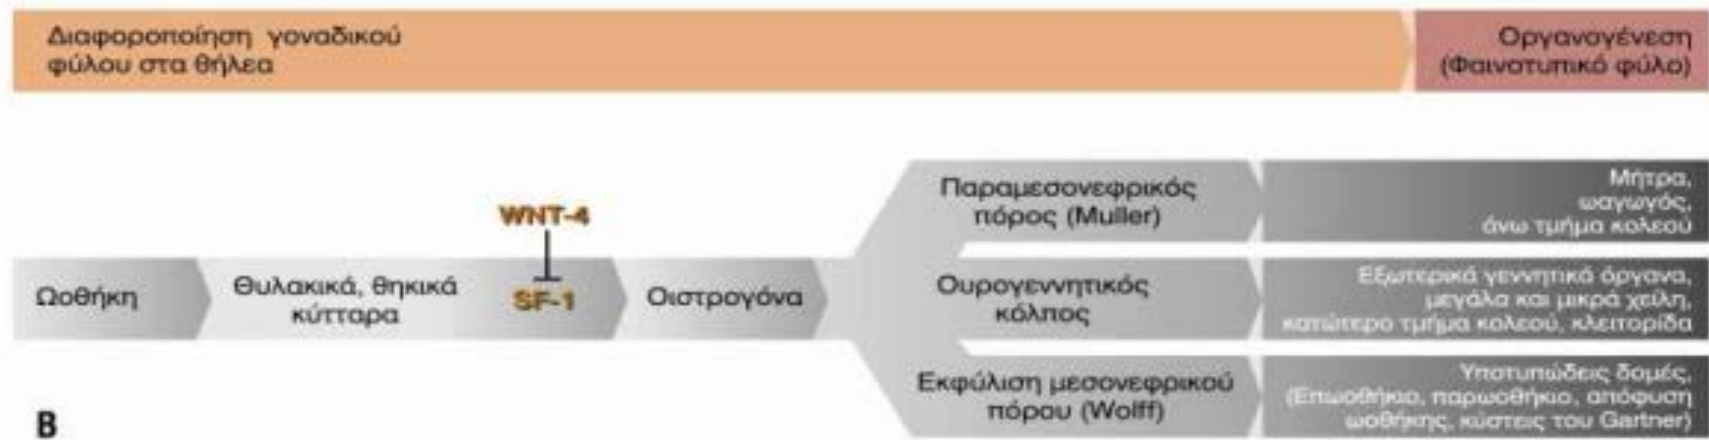 Διαφοροποίηση γοναδικού
φύλου στα θήλεα
Οργανογένεση
(Φαινοτυπικό φύλο)
WNT-4
Ωοθήκη
Θυλακικά, θηκικά
κύτταρα
SF-1
Οιστρογόνα
Παραμεσονεφρικός
πόρος (Muller)
Μήτρα,
ωαγωγός,
άνω τμήμα κολεού
Ουρογεννητικός
κόλπος
Εξωτερικά γεννητικά όργανα,
μεγάλα και μικρά χείλη,
κατώτερο τμήμα κολεού, κλειτορίδα
Εκφύλιση μεσονεφρικού
πόρου (Wolff)
Υποτυπώδεις δομές,
(Επωοθήκιο, παρωοθήκιο, απόφυση
ωοθήκης, κύστεις του Gartner)
B